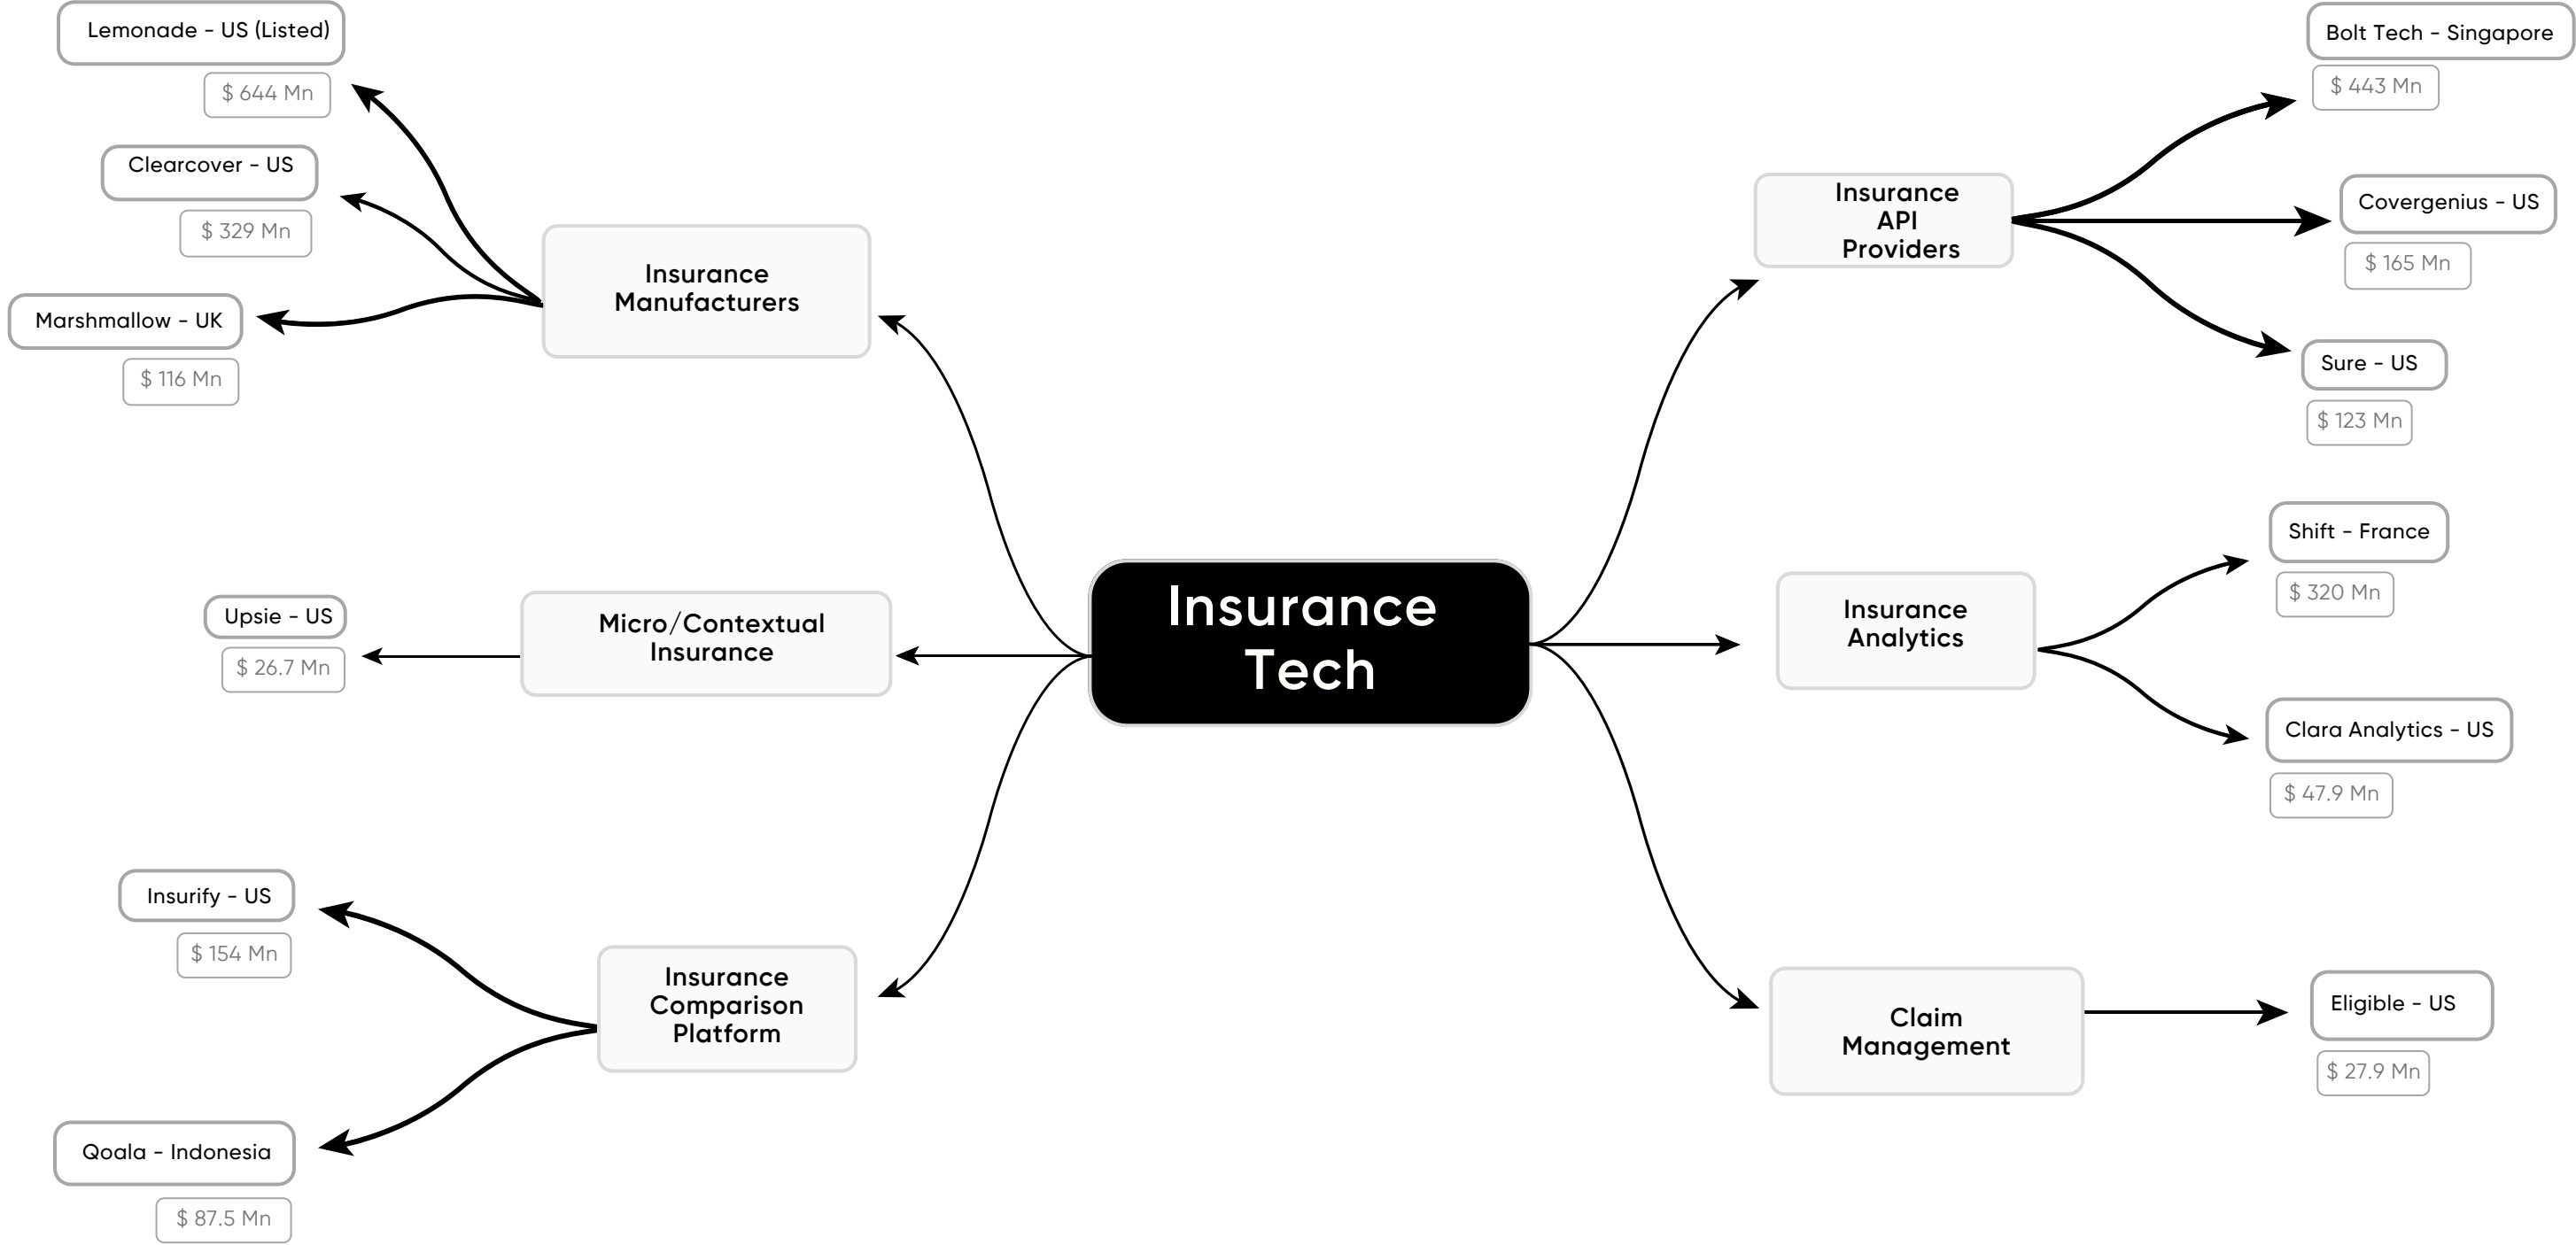 Lemonade - US (Listed)
$ 644 Mn
Clearcover - US
$ 329 Mn
Marshmallow - UK
$ 116 Mn
Insurance
Manufacturers
Upsie - US
$ 26.7 Mn
Micro/Contextual
Insurance
Insurify - US
$ 154 Mn
Qoala - Indonesia
$ 87.5 Mn
Insurance
Comparison
Platform
Insurance
Tech
Insurance
API
Providers
Bolt Tech - Singapore
$ 443 Mn
Covergenius - US
$ 165 Mn
Sure - US
$ 123 Mn
Insurance
Analytics
Shift - France
$ 320 Mn
Clara Analytics - US
$ 47.9 Mn
Claim
Management
Eligible - US
$ 27.9 Mn